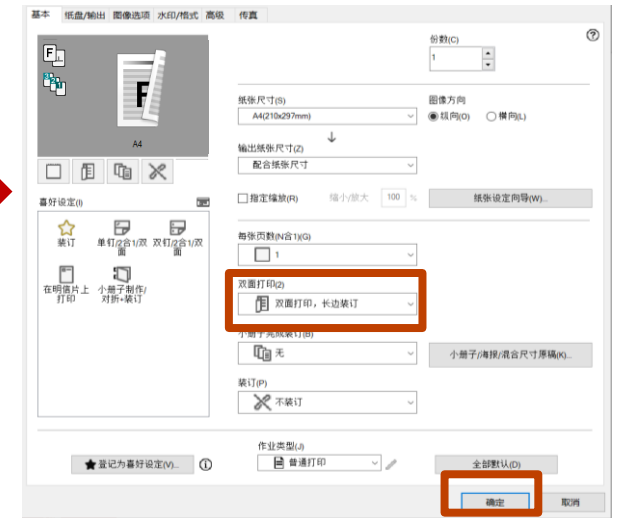 基本 纸盘/输出 图像选项 水印/格式 高级 传真
份数(C)
1
F
A4
纸张尺寸(S)
A4(210x297mm)
图像方向
纵向(O) 横向(L)
输出纸张尺寸(Z)
配合纸张尺寸
指定缩放(R) 缩小/放大 100 %
纸张设定向导(W)...
喜好设定(I)
装订
单钉/2合1/双面
双钉/2合1/双面
在明信片上打印
小册子制作/对折+装订
每张页数(N合1)(G)
1
双面打印(2)
双面打印，长边装订
小册子完成装订(B)
无
小册子/海报/混合尺寸原稿(K)...
装订(P)
不装订
作业类型(J)
登记为喜好设定(V)...
普通打印
全部默认(D)
确定 取消